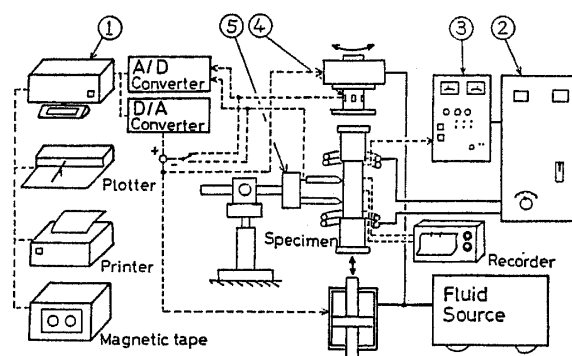 ①
⑤
④
③
②
A/D
Converter
D/A
Converter
+
-
Plotter
Specimen
Printer
Recorder
Fluid
Source
Magnetic tape